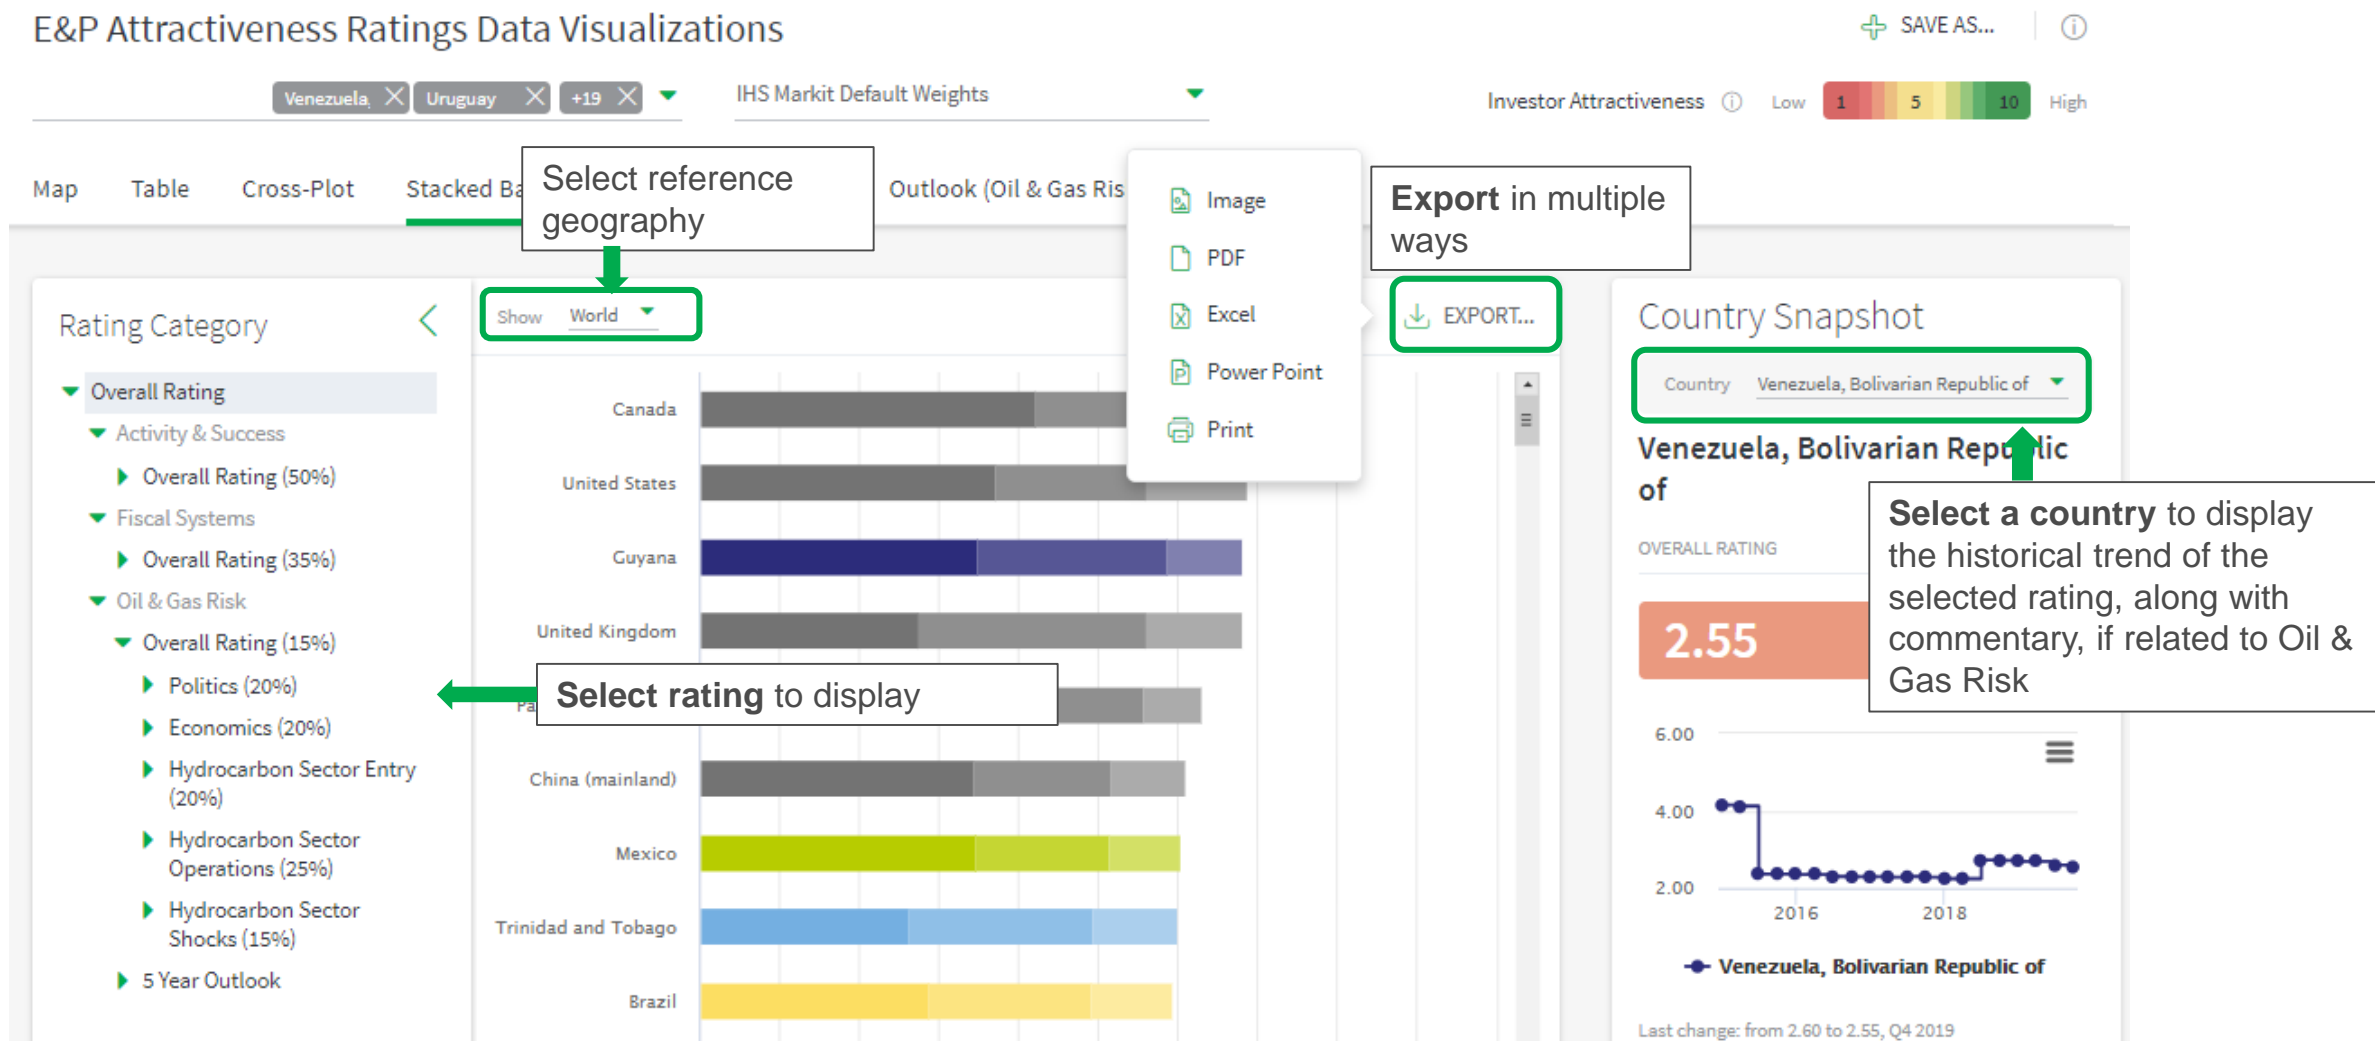 E&P Attractiveness Ratings Data Visualizations
SAVE AS...
Venezuela,
Uruguay
+19
IHS Markit Default Weights
Investor Attractiveness
Low
1
5
10
High
Map
Table
Cross-Plot
Stacked Ba
Select reference
geography
Outlook (Oil & Gas Ris
Image
PDF
Excel
Power Point
Print
Export in multiple
ways
Rating Category
Overall Rating
Activity & Success
Overall Rating (50%)
Fiscal Systems
Overall Rating (35%)
Oil & Gas Risk
Overall Rating (15%)
Politics (20%)
Economics (20%)
Hydrocarbon Sector Entry
(20%)
Hydrocarbon Sector
Operations (25%)
Hydrocarbon Sector
Shocks (15%)
5 Year Outlook
Show World
EXPORT...
Canada
United States
Guyana
United Kingdom
Pa
Select rating to display
China (mainland)
Mexico
Trinidad and Tobago
Brazil
Country Snapshot
Country Venezuela, Bolivarian Republic of
Venezuela, Bolivarian Republic
of
OVERALL RATING
2.55
Select a country to display
the historical trend of the
selected rating, along with
commentary, if related to Oil &
Gas Risk
6.00
4.00
2.00
2016
2018
Venezuela, Bolivarian Republic of
Last change: from 2.60 to 2.55, Q4 2019